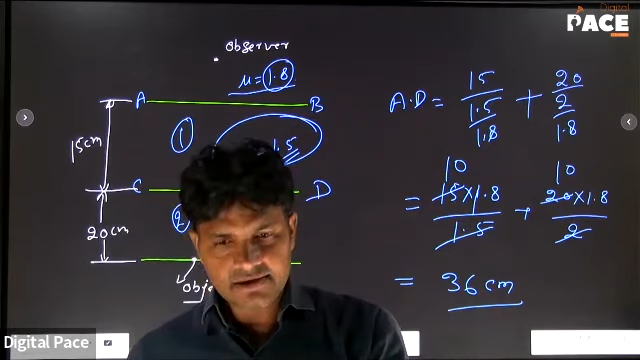 Digital
PACE
Observer
μ = 1.8
A B
15cm
1
1.5
C D
2
20cm
Obje
A.D = 15/(1.5/1.8) + 20/(2/1.8)
10 10
= 15×1.8/1.5 + 20×1.8/2
= 36 cm
Digital Pace